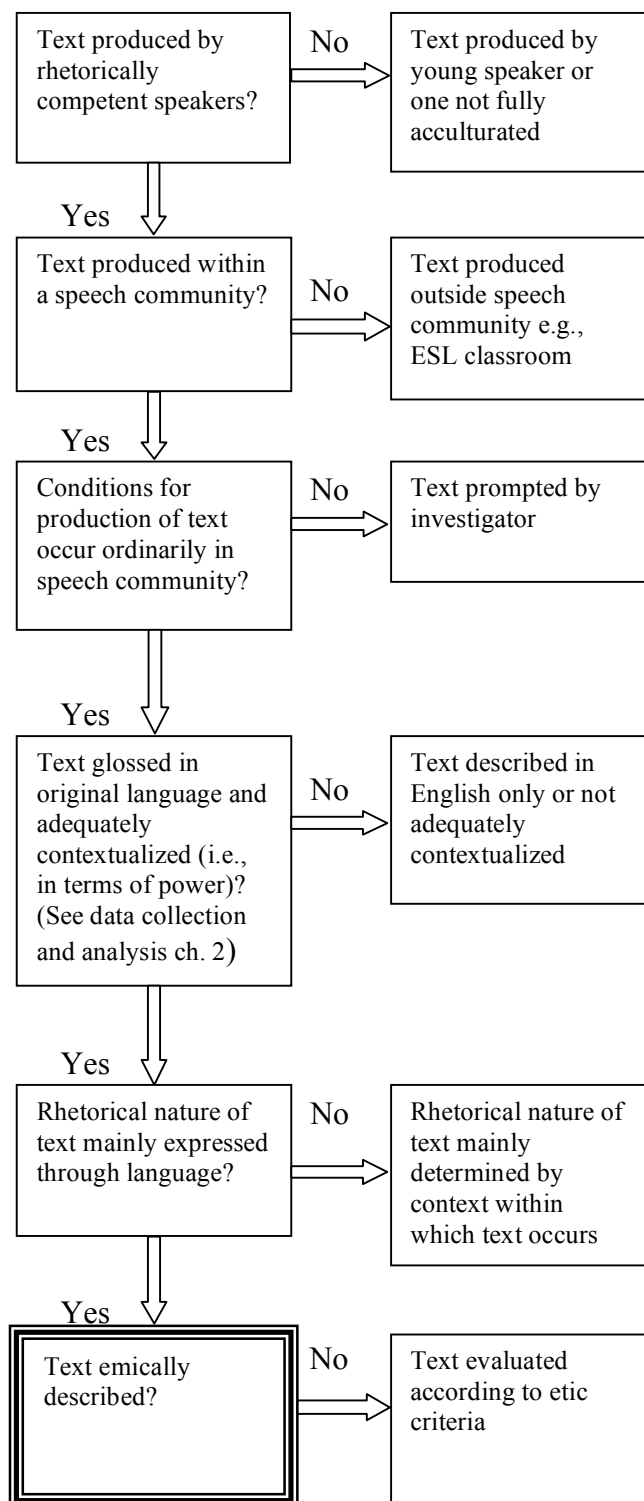 Text produced by
rhetorically
competent speakers?
No
Text produced by
young speaker or
one not fully
acculturated
Yes
Text produced within
a speech community?
No
Text produced
outside speech
community e.g.,
ESL classroom
Yes
Conditions for
production of text
occur ordinarily in
speech community?
No
Text prompted by
investigator
Yes
Text glossed in
original language and
adequately
contextualized (i.e.,
in terms of power)?
(See data collection
and analysis ch. 2)
No
Text described in
English only or not
adequately
contextualized
Yes
Rhetorical nature of
text mainly expressed
through language?
No
Rhetorical nature of
text mainly
determined by
context within
which text occurs
Yes
Text emically
described?
No
Text evaluated
according to etic
criteria